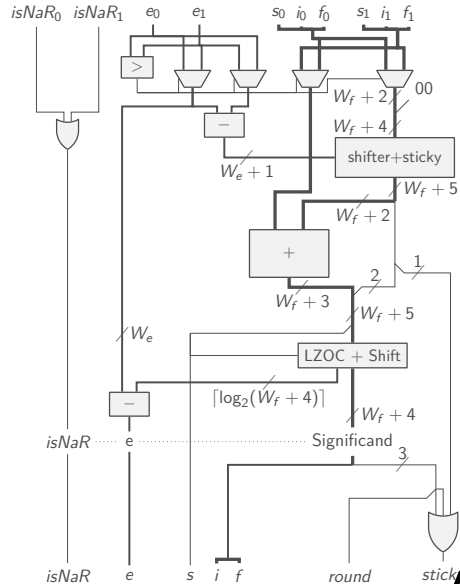 isNaR₀ isNaR₁ e₀ e₁ s₀ i₀ f₀ s₁ i₁ f₁
>
W_f + 2 00
− W_f + 4
shifter+sticky
W_e + 1
W_f + 5
W_f + 2
+
1
W_f + 3 2
W_f + 5
W_e
LZOC + Shift
⌈log₂(W_f + 4)⌉
−
W_f + 4
isNaR e Significand
3
isNaR e s i f round stick